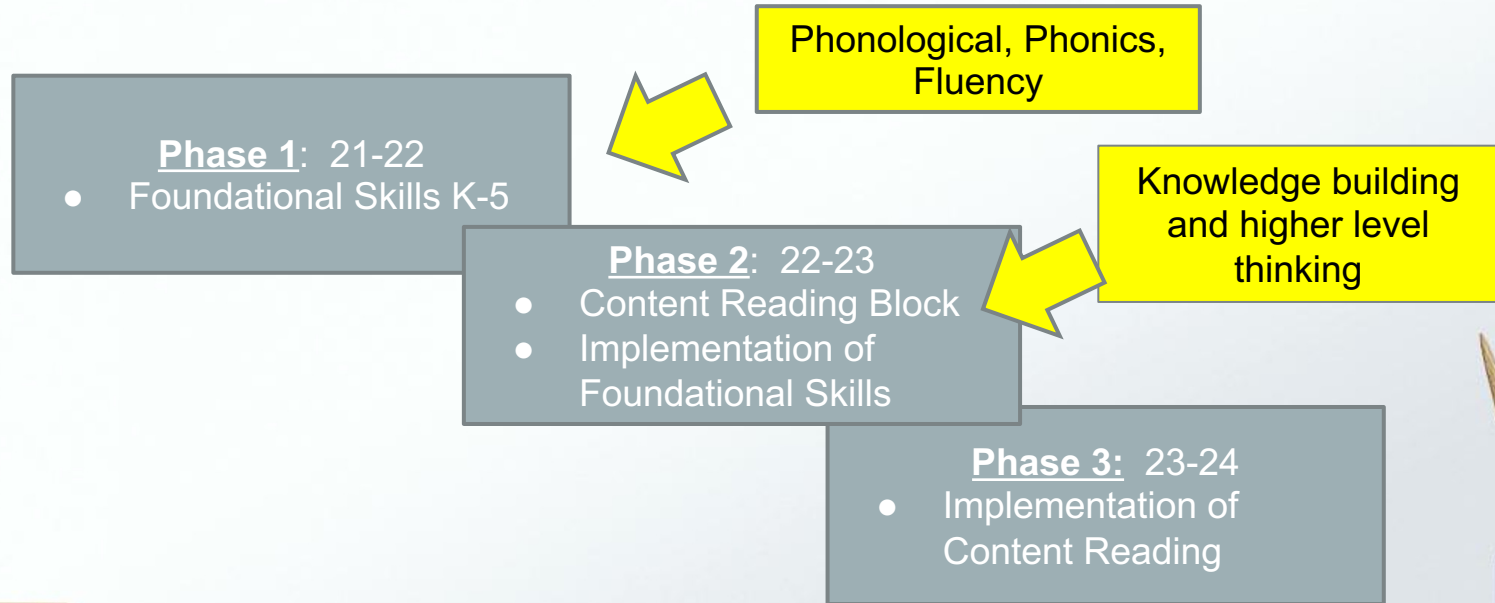 Phonological, Phonics,
Fluency
Phase 1:  21-22
● Foundational Skills K-5
Knowledge building
and higher level
thinking
Phase 2:  22-23
● Content Reading Block
● Implementation of
Foundational Skills
Phase 3:  23-24
● Implementation of
Content Reading